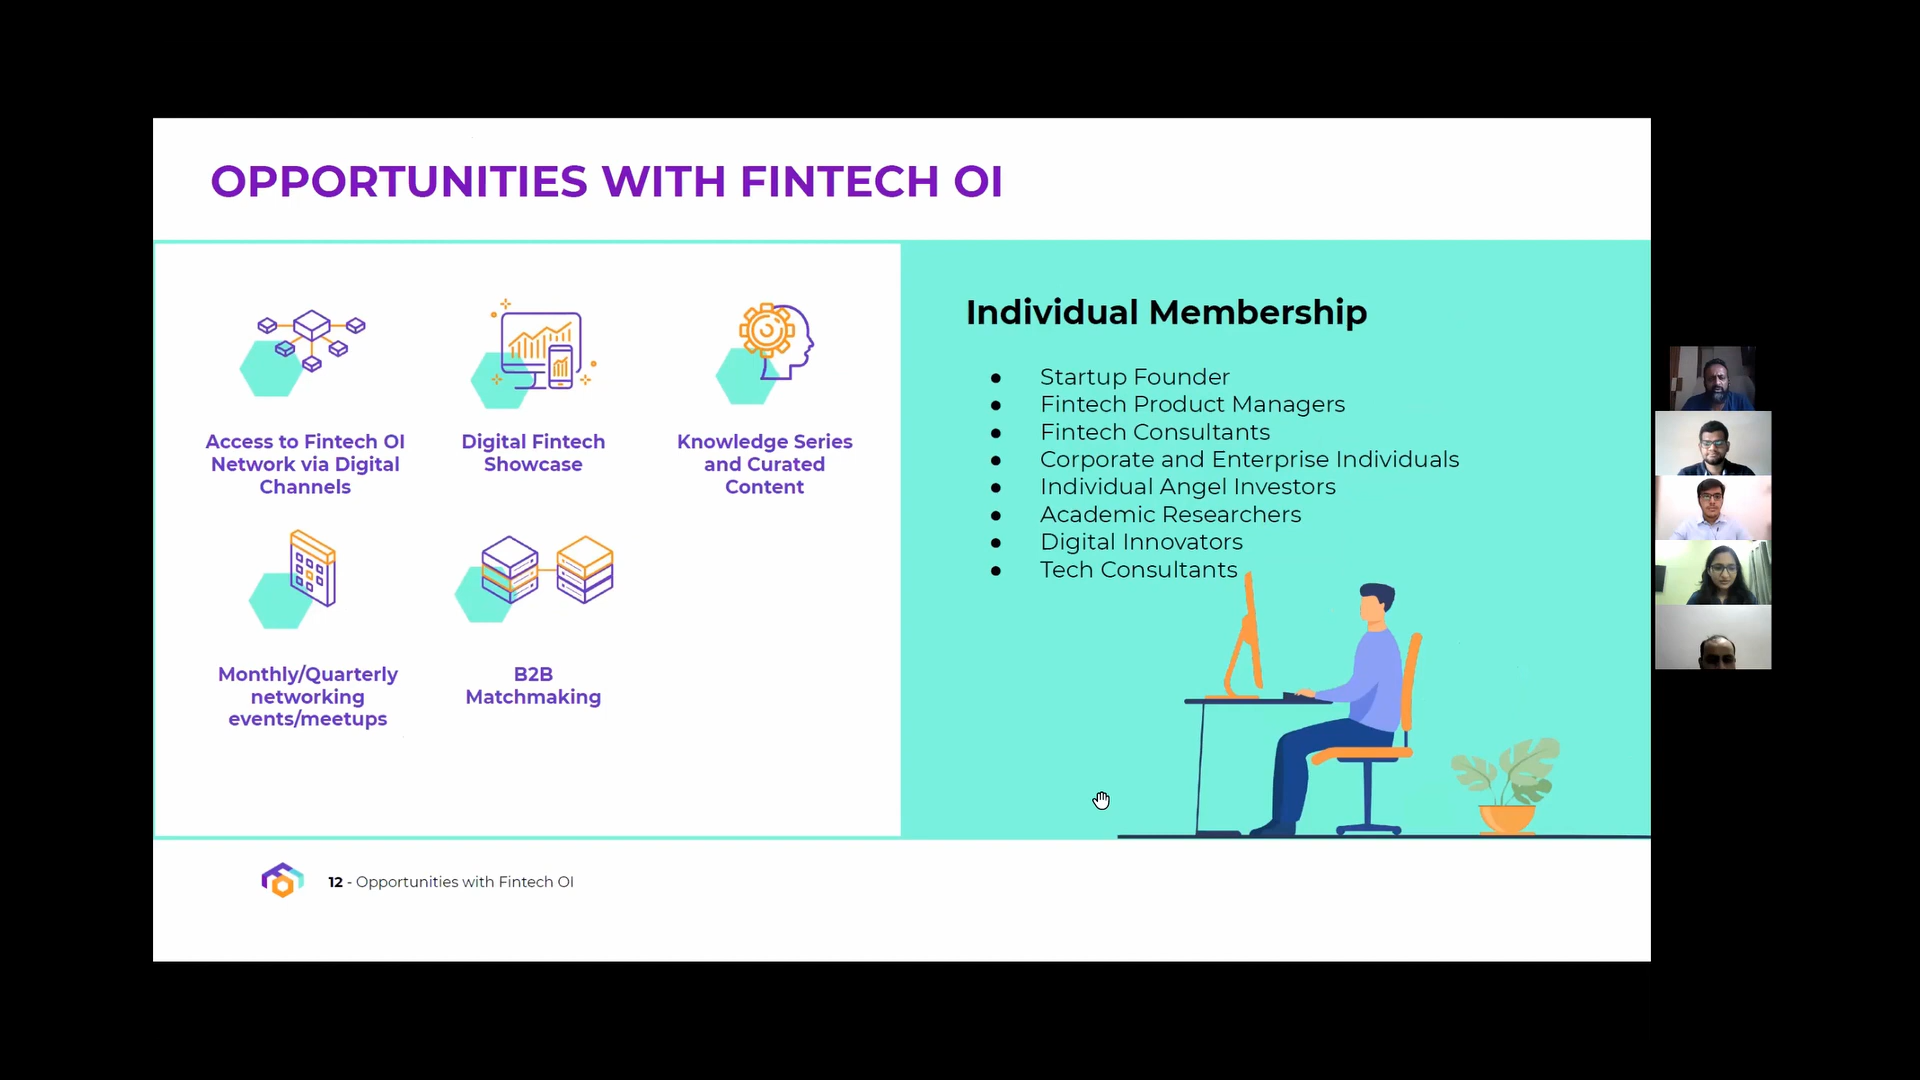 OPPORTUNITIES WITH FINTECH OI
Access to Fintech OI
Network via Digital
Channels
Digital Fintech
Showcase
Knowledge Series
and Curated
Content
Monthly/Quarterly
networking
events/meetups
B2B
Matchmaking
Individual Membership
● Startup Founder
● Fintech Product Managers
● Fintech Consultants
● Corporate and Enterprise Individuals
● Individual Angel Investors
● Academic Researchers
● Digital Innovators
● Tech Consultants
12 - Opportunities with Fintech OI